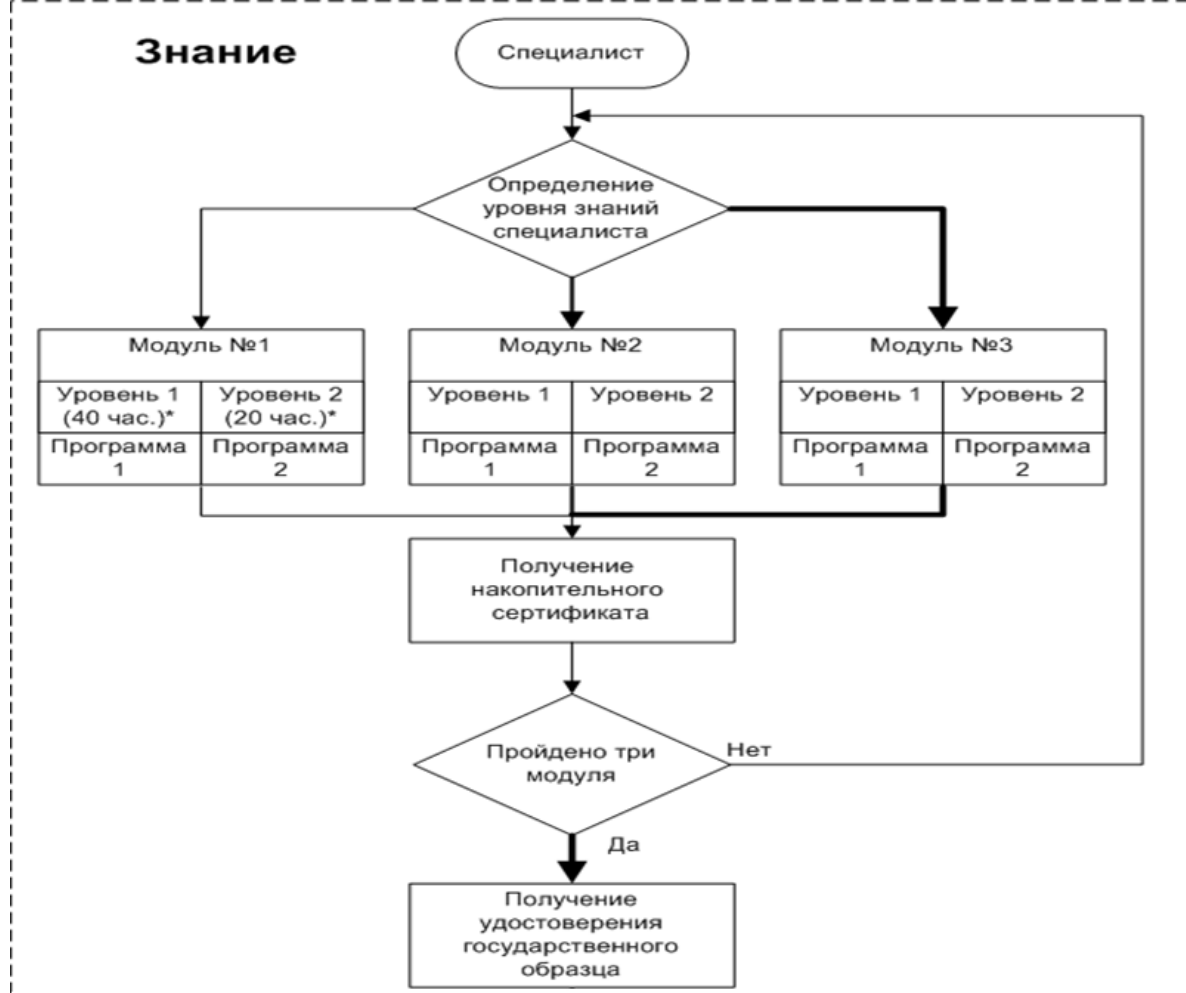 Знание
Специалист
Определение
уровня знаний
специалиста
Модуль №1
Уровень 1
(40 час.)*
Уровень 2
(20 час.)*
Программа
1
Программа
2
Модуль №2
Уровень 1
Уровень 2
Программа
1
Программа
2
Модуль №3
Уровень 1
Уровень 2
Программа
1
Программа
2
Получение
накопительного
сертификата
Пройдено три
модуля
Нет
Да
Получение
удостоверения
государственного
образца